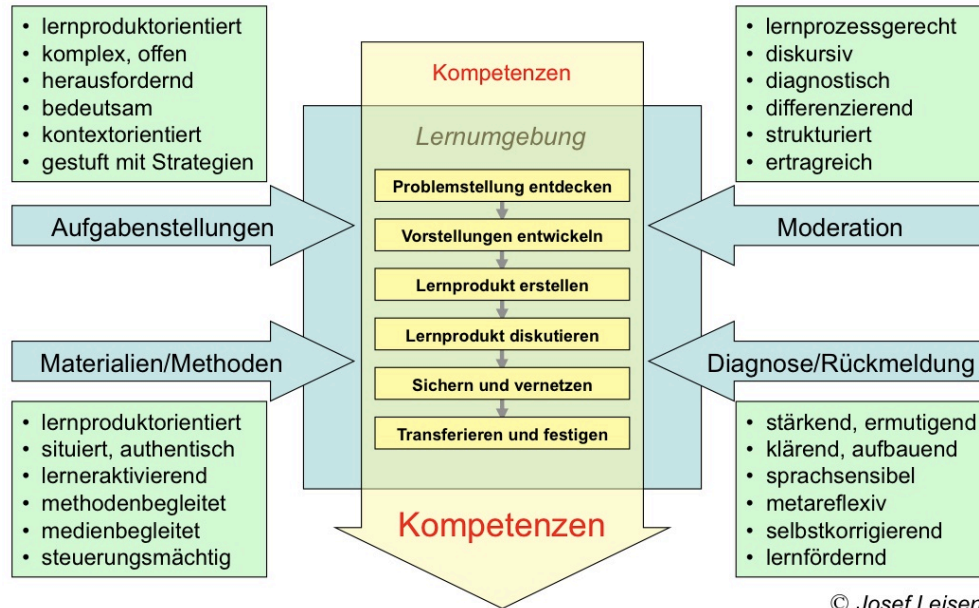 • lernproduktorientiert
• komplex, offen
• herausfordernd
• bedeutsam
• kontextorientiert
• gestuft mit Strategien
Aufgabenstellungen
Materialien/Methoden
• lernproduktorientiert
• situiert, authentisch
• lerneraktivierend
• methodenbegleitet
• medienbegleitet
• steuerungsmächtig
Kompetenzen
Lernumgebung
Problemstellung entdecken
Vorstellungen entwickeln
Lernprodukt erstellen
Lernprodukt diskutieren
Sichern und vernetzen
Transferieren und festigen
Kompetenzen
• lernprozessgerecht
• diskursiv
• diagnostisch
• differenzierend
• strukturiert
• ertragreich
Moderation
Diagnose/Rückmeldung
• stärkend, ermutigend
• klärend, aufbauend
• sprachsensibel
• metareflexiv
• selbstkorrigierend
• lernfördernd
© Josef Leisen